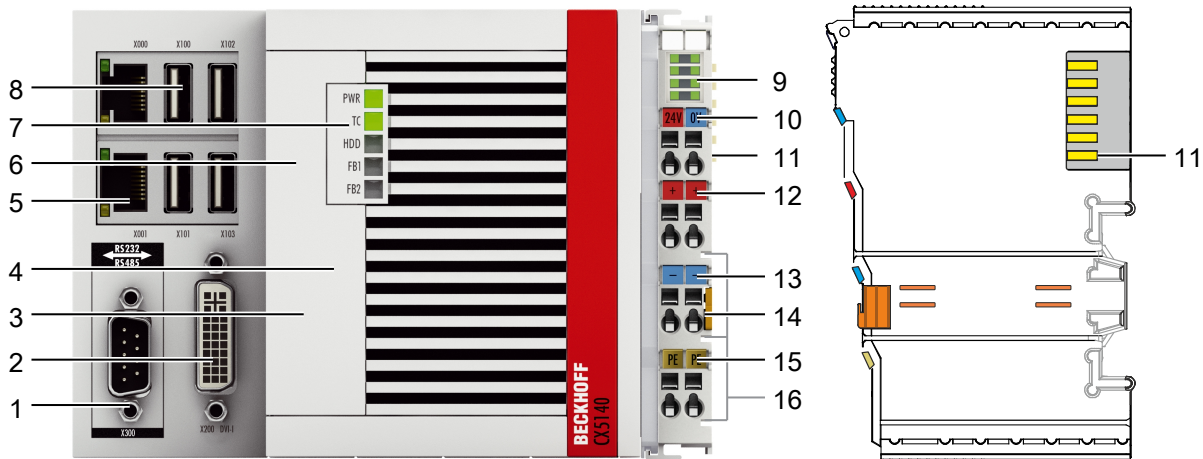 X000 X100 X102
8
7
6
5
4
3
2
1
PWR
TC
HDD
FB1
FB2
X001 X101 X103
RS232
RS485
X300
X200 DVI-I
BECKHOFF
CX5140
24V 0V
+ +
− −
PE PE
9
10
11
12
13
14
15
16
11